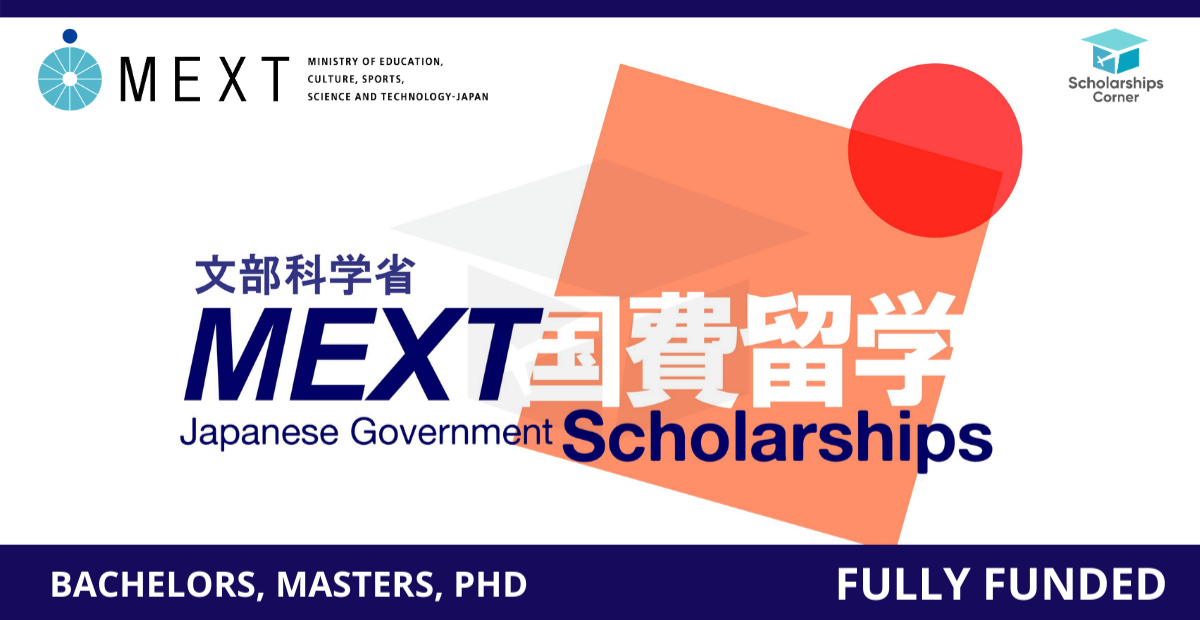 MEXT
MINISTRY OF EDUCATION,
CULTURE, SPORTS,
SCIENCE AND TECHNOLOGY-JAPAN
Scholarships
Corner
文部科学省
MEXT国費留学
Japanese Government Scholarships
BACHELORS, MASTERS, PHD
FULLY FUNDED